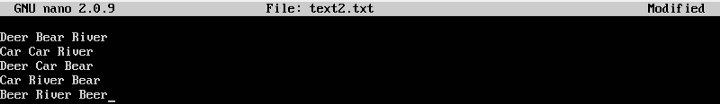 GNU nano 2.0.9 File: text2.txt Modified
Deer Bear River
Car Car River
Deer Car Bear
Car River Bear
Beer River Beer_